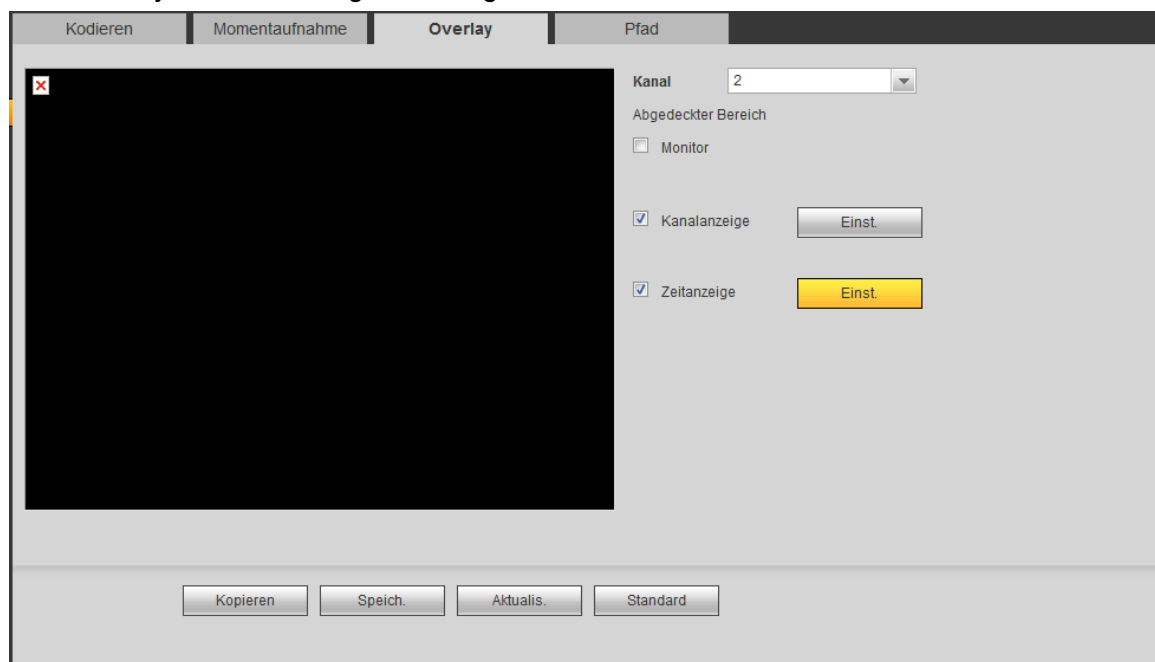 Kodieren Momentaufnahme Overlay Pfad
Kanal 2
Abgedeckter Bereich
Monitor
Kanalanzeige Einst.
Zeitanzeige Einst.
Kopieren Speich. Aktualis. Standard